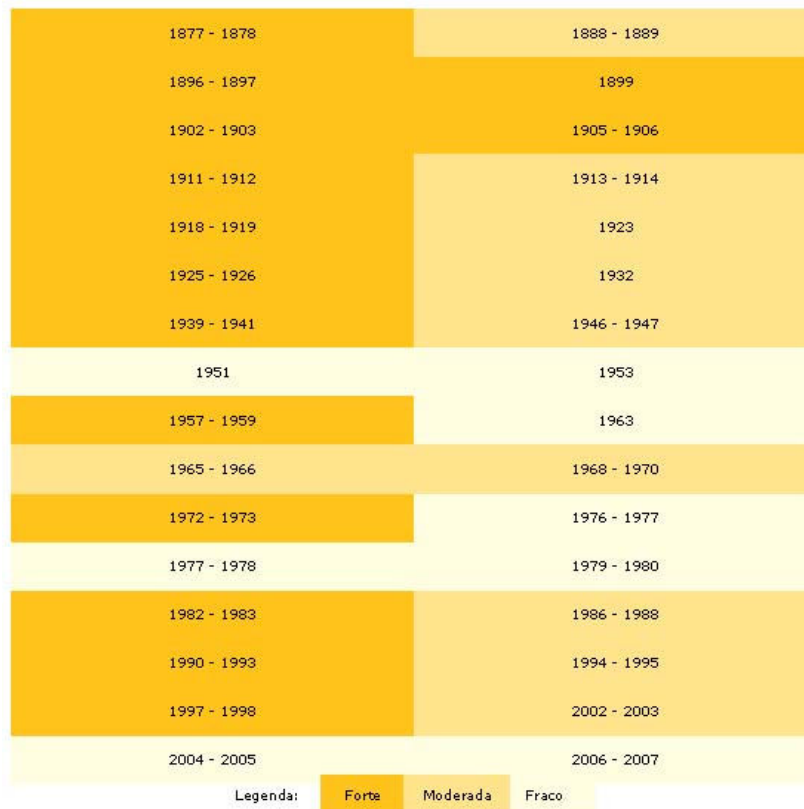 1877 - 1878 1888 - 1889
1896 - 1897 1899
1902 - 1903 1905 - 1906
1911 - 1912 1913 - 1914
1918 - 1919 1923
1925 - 1926 1932
1939 - 1941 1946 - 1947
1951 1953
1957 - 1959 1963
1965 - 1966 1968 - 1970
1972 - 1973 1976 - 1977
1977 - 1978 1979 - 1980
1982 - 1983 1986 - 1988
1990 - 1993 1994 - 1995
1997 - 1998 2002 - 2003
2004 - 2005 2006 - 2007
Legenda: Forte Moderada Fraco